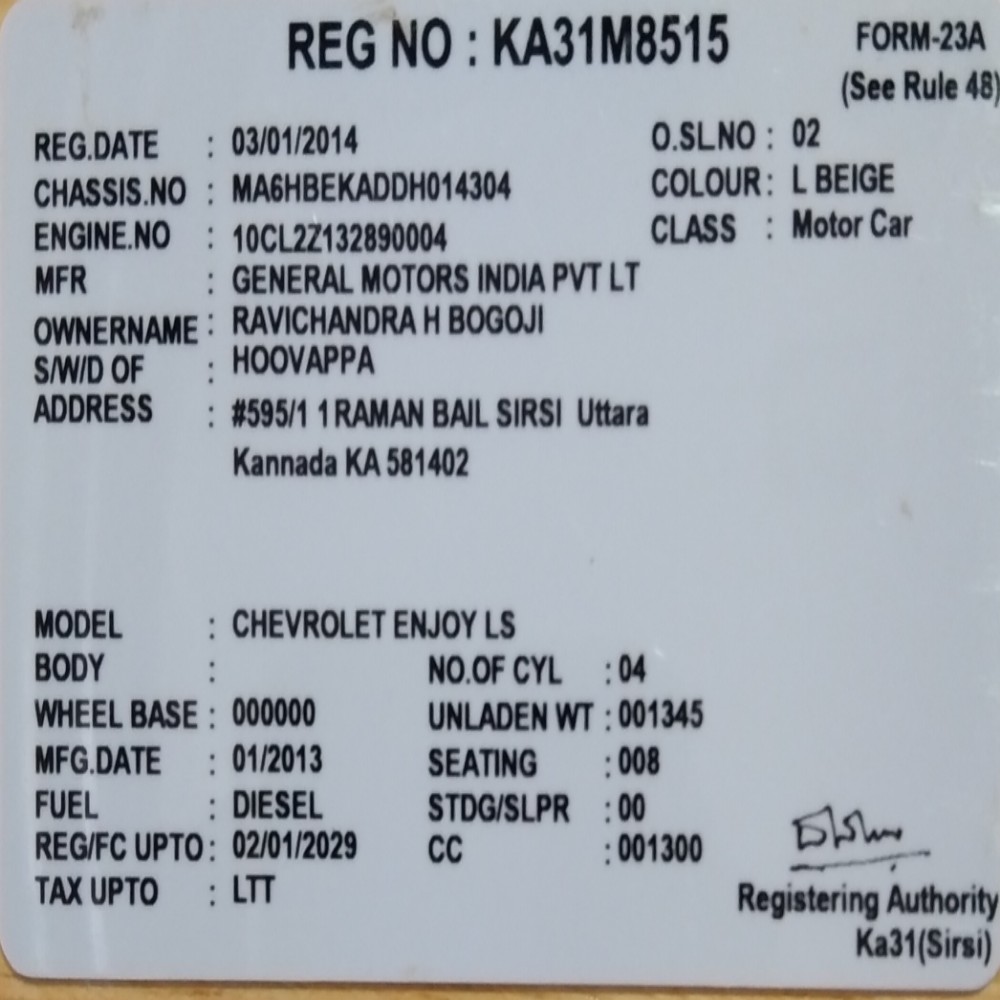 REG NO : KA31M8515
FORM-23A
(See Rule 48)
REG.DATE : 03/01/2014 O.SL.NO : 02
CHASSIS.NO : MA6HBEKADDH014304 COLOUR : L BEIGE
ENGINE.NO : 10CL2Z132890004 CLASS : Motor Car
MFR : GENERAL MOTORS INDIA PVT LT
OWNERNAME : RAVICHANDRA H BOGOJI
S/W/D OF : HOOVAPPA
ADDRESS : #595/1 1 RAMAN BAIL SIRSI Uttara
Kannada KA 581402
MODEL : CHEVROLET ENJOY LS
BODY : NO.OF CYL : 04
WHEEL BASE : 000000 UNLADEN WT : 001345
MFG.DATE : 01/2013 SEATING : 008
FUEL : DIESEL STDG/SLPR : 00
REG/FC UPTO : 02/01/2029 CC : 001300
TAX UPTO : LTT
Registering Authority
Ka31(Sirsi)